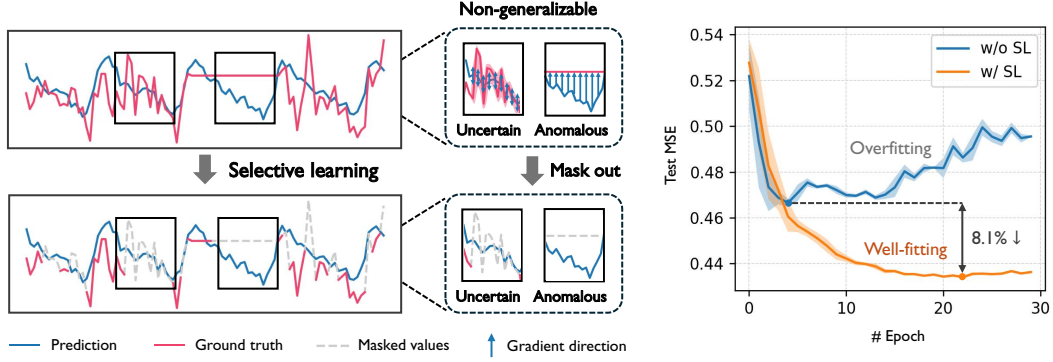 Non-generalizable
Uncertain
Anomalous
Selective learning
Mask out
Uncertain
Anomalous
Prediction
Ground truth
Masked values
Gradient direction
0.54
0.52
0.50
0.48
0.46
0.44
Test MSE
w/o SL
w/ SL
Overfitting
Well-fitting
8.1% ↓
0
10
20
30
# Epoch